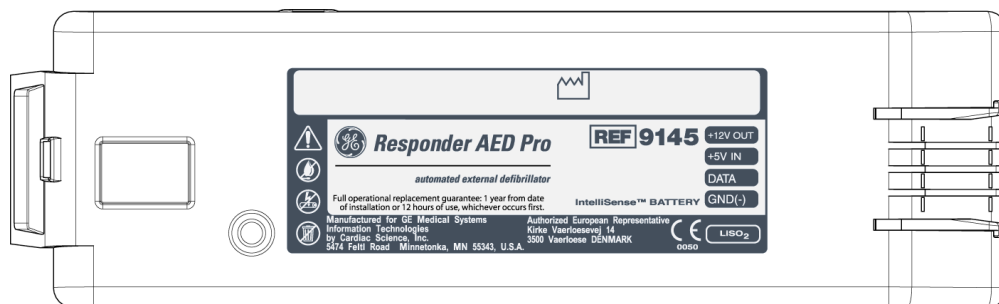 GE
Responder AED Pro
automated external defibrillator
Full operational replacement guarantee: 1 year from date
of installation or 12 hours of use, whichever occurs first.
REF 9145
IntelliSense™ BATTERY
+12V OUT
+5V IN
DATA
GND(-)
Manufactured for GE Medical Systems
Information Technologies
by Cardiac Science, Inc.
5474 Feltl Road Minnetonka, MN 55343, U.S.A.
Authorized European Representative
Kirke Vaerloesevej 14
3500 Vaerloese DENMARK
CE
0050
LISO₂